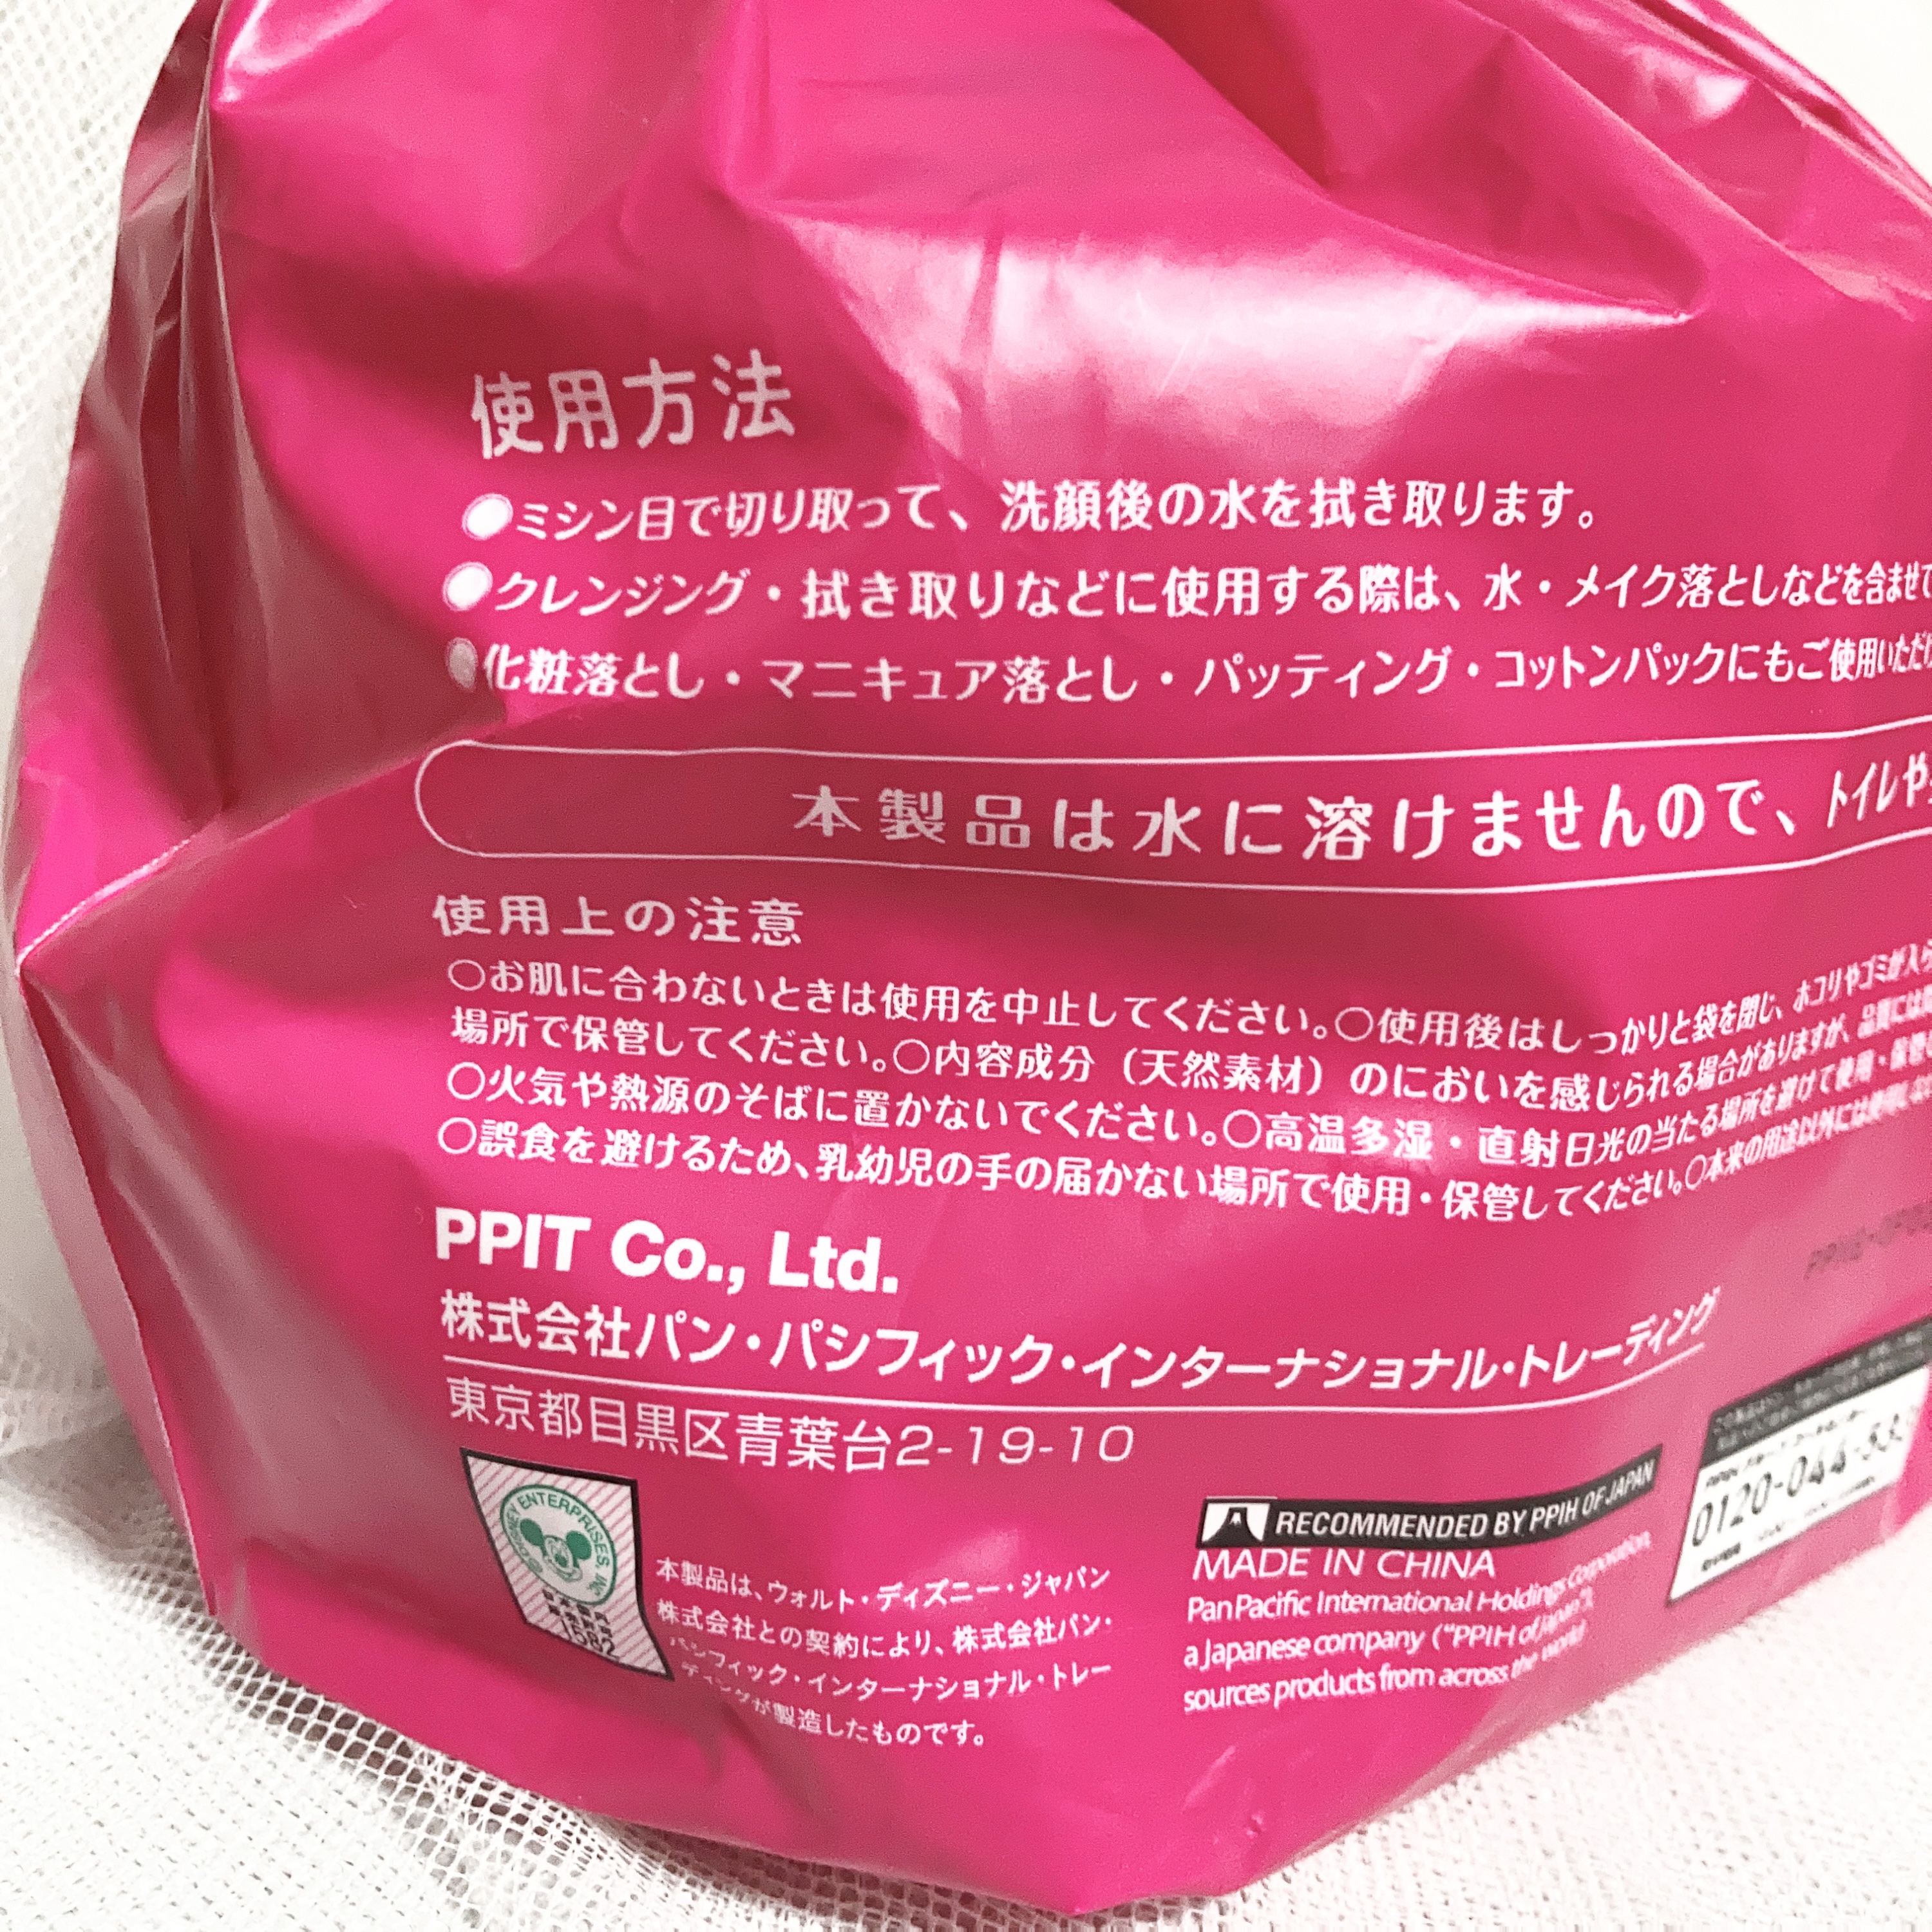 使用方法
●ミシン目で切り取って、洗顔後の水を拭き取ります。
●クレンジング・拭き取りなどに使用する際は、水・メイク落としなどを含ませて
●化粧落とし・マニキュア落とし・パッティング・コットンパックにもご使用いただけ
本製品は水に溶けませんので、トイレや
使用上の注意
○お肌に合わないときは使用を中止してください。○使用後はしっかりと袋を閉じ、ホコリやゴミが入ら
場所で保管してください。○内容成分（天然素材）のにおいを感じられる場合がありますが、品質には
○火気や熱源のそばに置かないでください。○高温多湿・直射日光の当たる場所を避けて使用・保管
○誤食を避けるため、乳幼児の手の届かない場所で使用・保管してください。○本来の用途以外には使用しな
PPIT Co., Ltd.
株式会社パン・パシフィック・インターナショナル・トレーディング
東京都目黒区青葉台2-19-10
© DISNEY ENTERPRISES, INC
1582
本製品は、ウォルト・ディズニー・ジャパン
株式会社との契約により、株式会社パン・
パシフィック・インターナショナル・トレー
ディングが製造したものです。
RECOMMENDED BY PPIH OF JAPAN
MADE IN CHINA
Pan Pacific International Holdings Corporation,
a Japanese company ("PPIH of Japan"),
sources products from across the world
0120-044-33